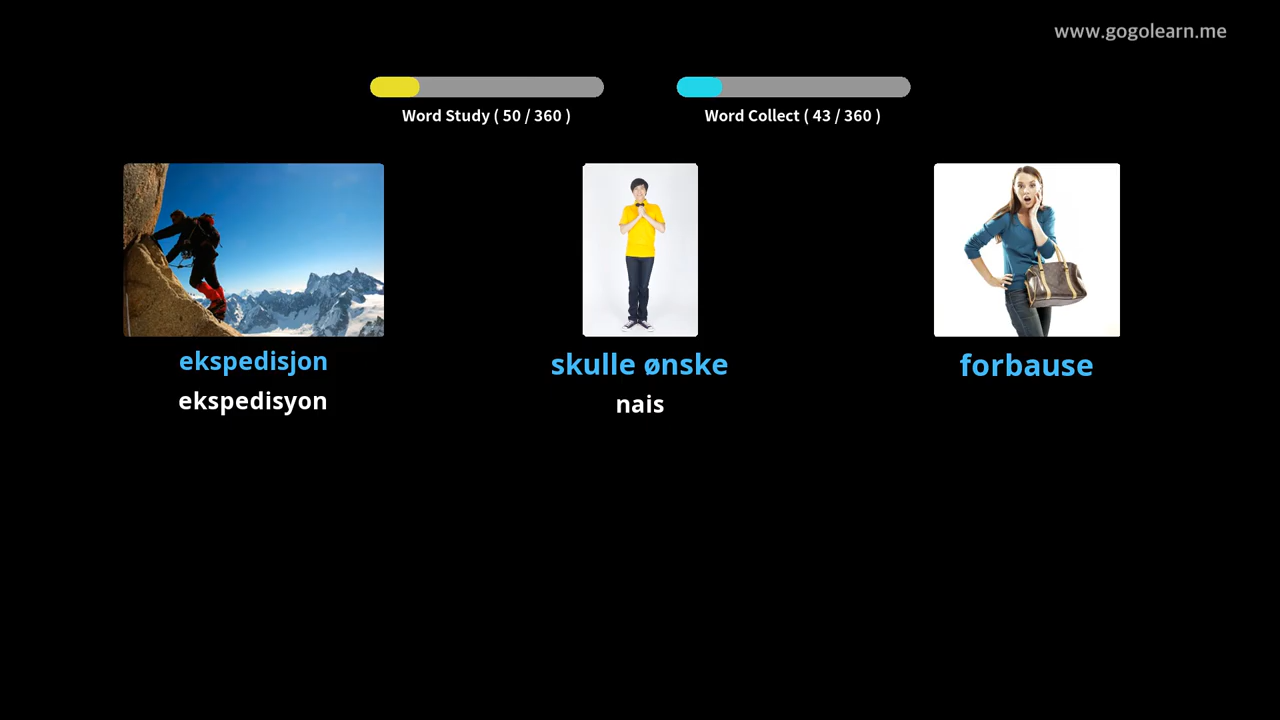 www.gogolearn.me
Word Study ( 50 / 360 )
Word Collect ( 43 / 360 )
ekspedisjon
ekspedisyon
skulle ønske
nais
forbause